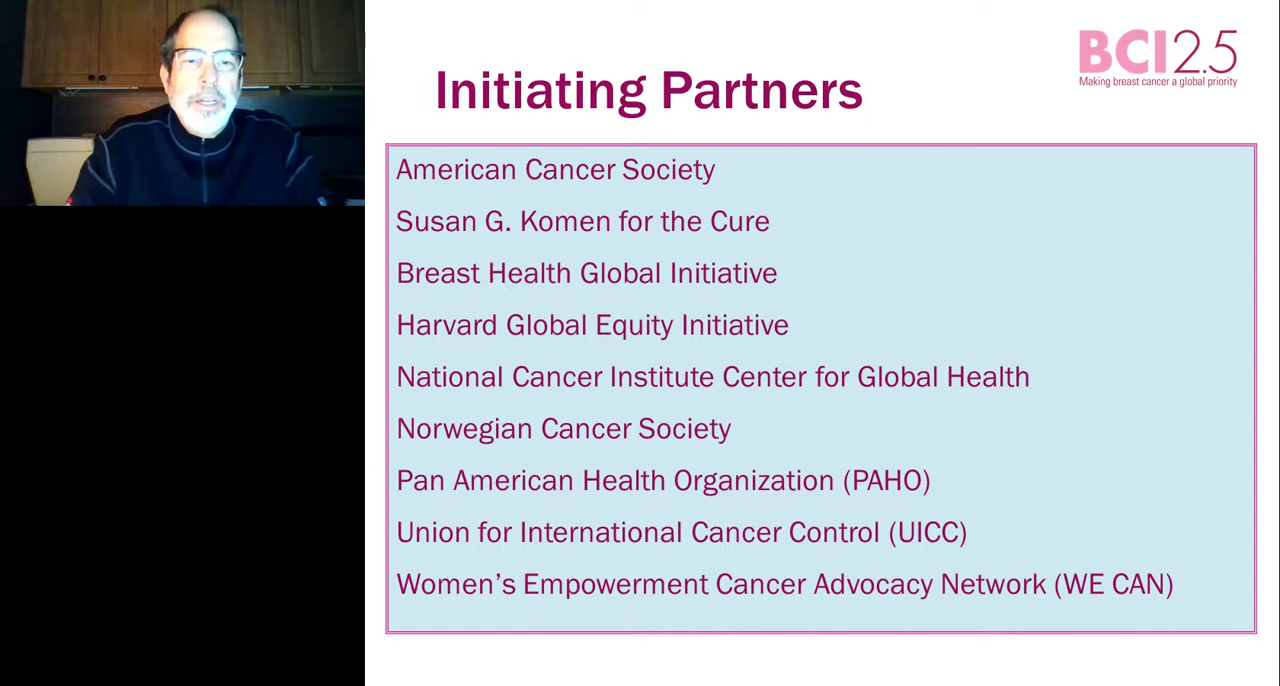 BCI2.5
Making breast cancer a global priority
Initiating Partners
American Cancer Society
Susan G. Komen for the Cure
Breast Health Global Initiative
Harvard Global Equity Initiative
National Cancer Institute Center for Global Health
Norwegian Cancer Society
Pan American Health Organization (PAHO)
Union for International Cancer Control (UICC)
Women’s Empowerment Cancer Advocacy Network (WE CAN)